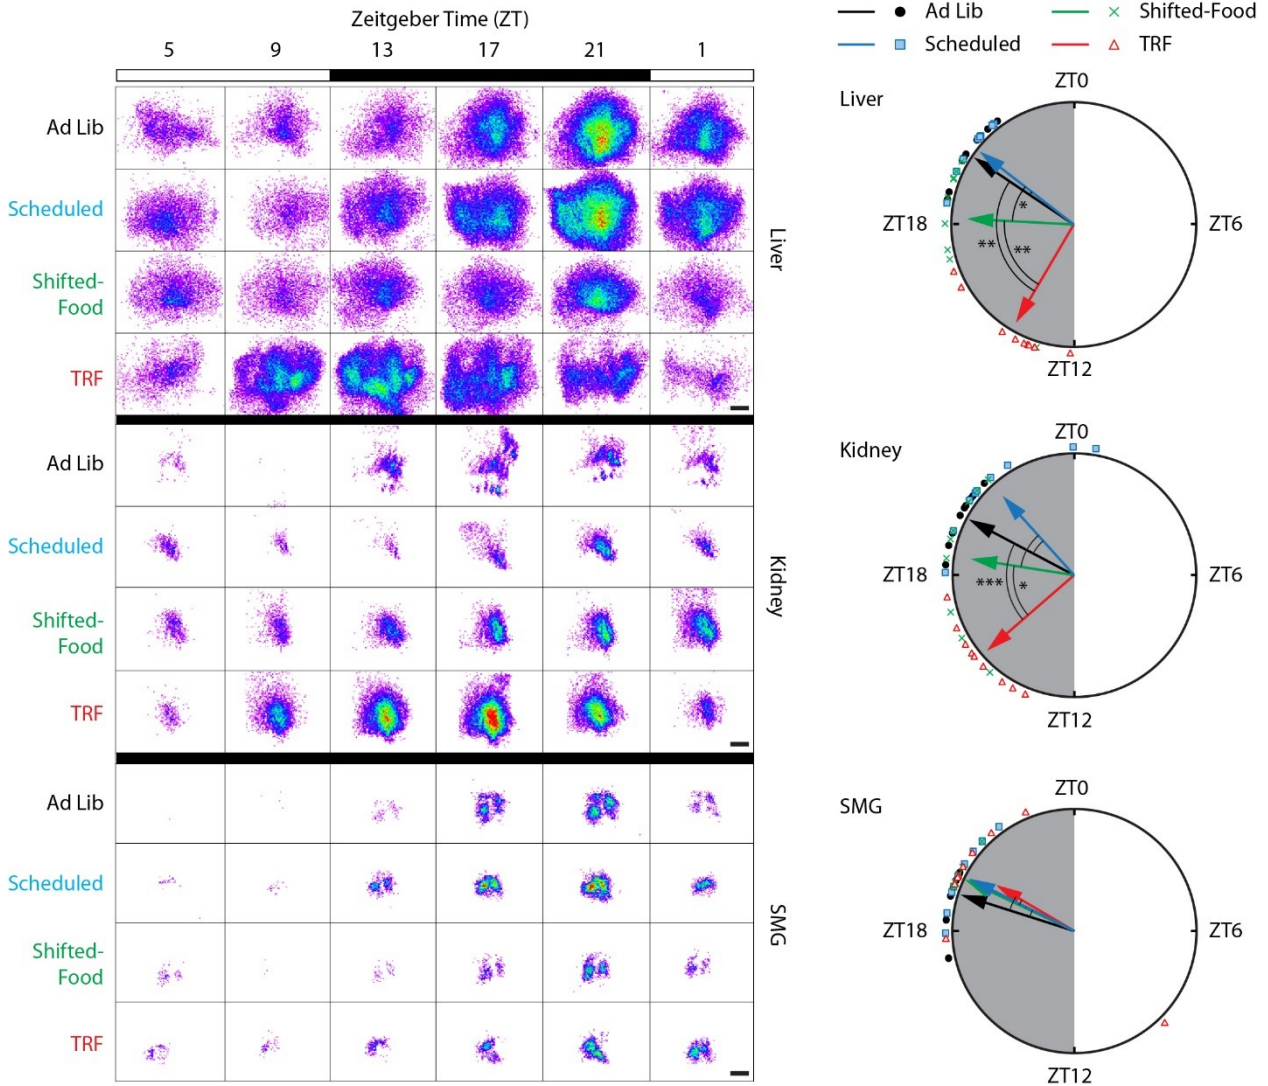 Zeitgeber Time (ZT)
5 9 13 17 21 1
Ad Lib
Scheduled
Shifted-
Food
TRF
Liver
Ad Lib
Scheduled
Shifted-
Food
TRF
Kidney
Ad Lib
Scheduled
Shifted-
Food
TRF
SMG
Ad Lib Shifted-Food
Scheduled TRF
Liver
ZT0
ZT18
ZT6
ZT12
*
**
**
Kidney
ZT0
ZT18
ZT6
ZT12
***
*
SMG
ZT0
ZT18
ZT6
ZT12